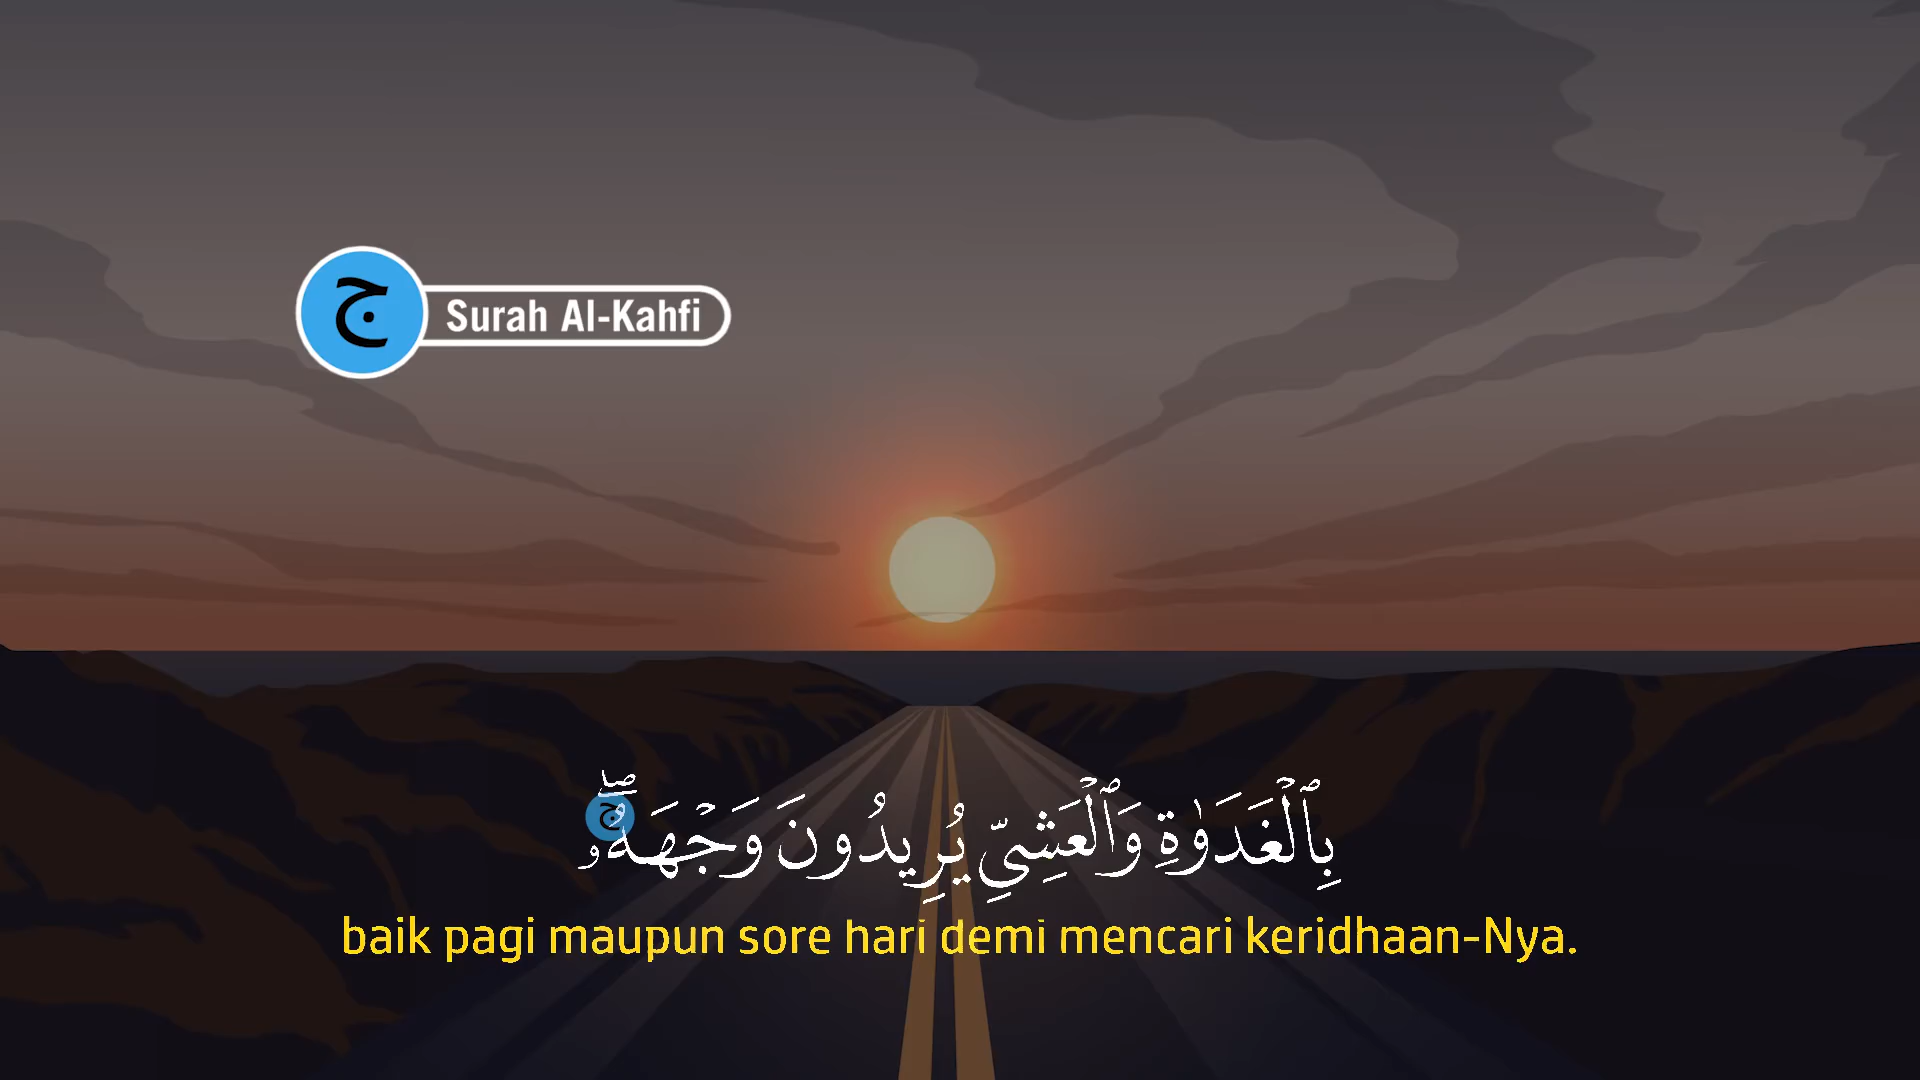 ج
Surah Al-Kahfi
بِٱلْغَدَوٰةِ وَٱلْعَشِىِّ يُرِيدُونَ وَجْهَهُۥ ۖ
ج
baik pagi maupun sore hari demi mencari keridhaan-Nya.